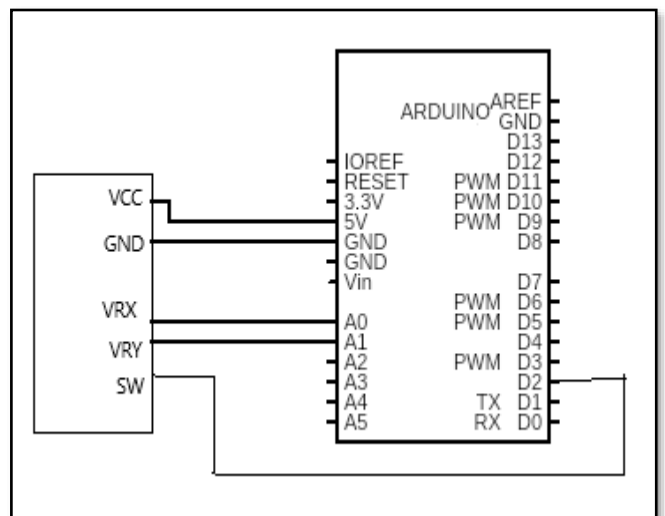 VCC
GND
VRX
VRY
SW
ARDUINO
IOREF
RESET
3.3V
5V
GND
GND
Vin
A0
A1
A2
A3
A4
A5
AREF
GND
D13
D12
PWM D11
PWM D10
PWM D9
D8
D7
PWM D6
PWM D5
D4
PWM D3
D2
TX D1
RX D0